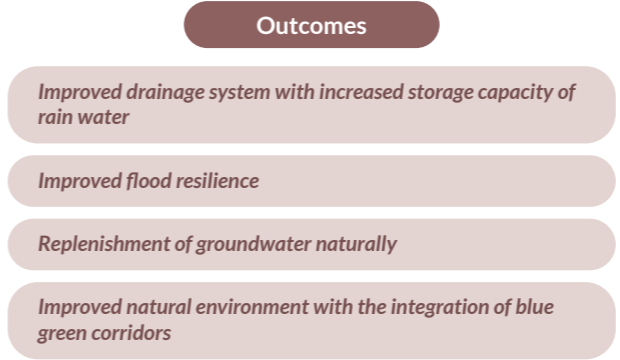 Outcomes
Improved drainage system with increased storage capacity of
rain water
Improved flood resilience
Replenishment of groundwater naturally
Improved natural environment with the integration of blue
green corridors